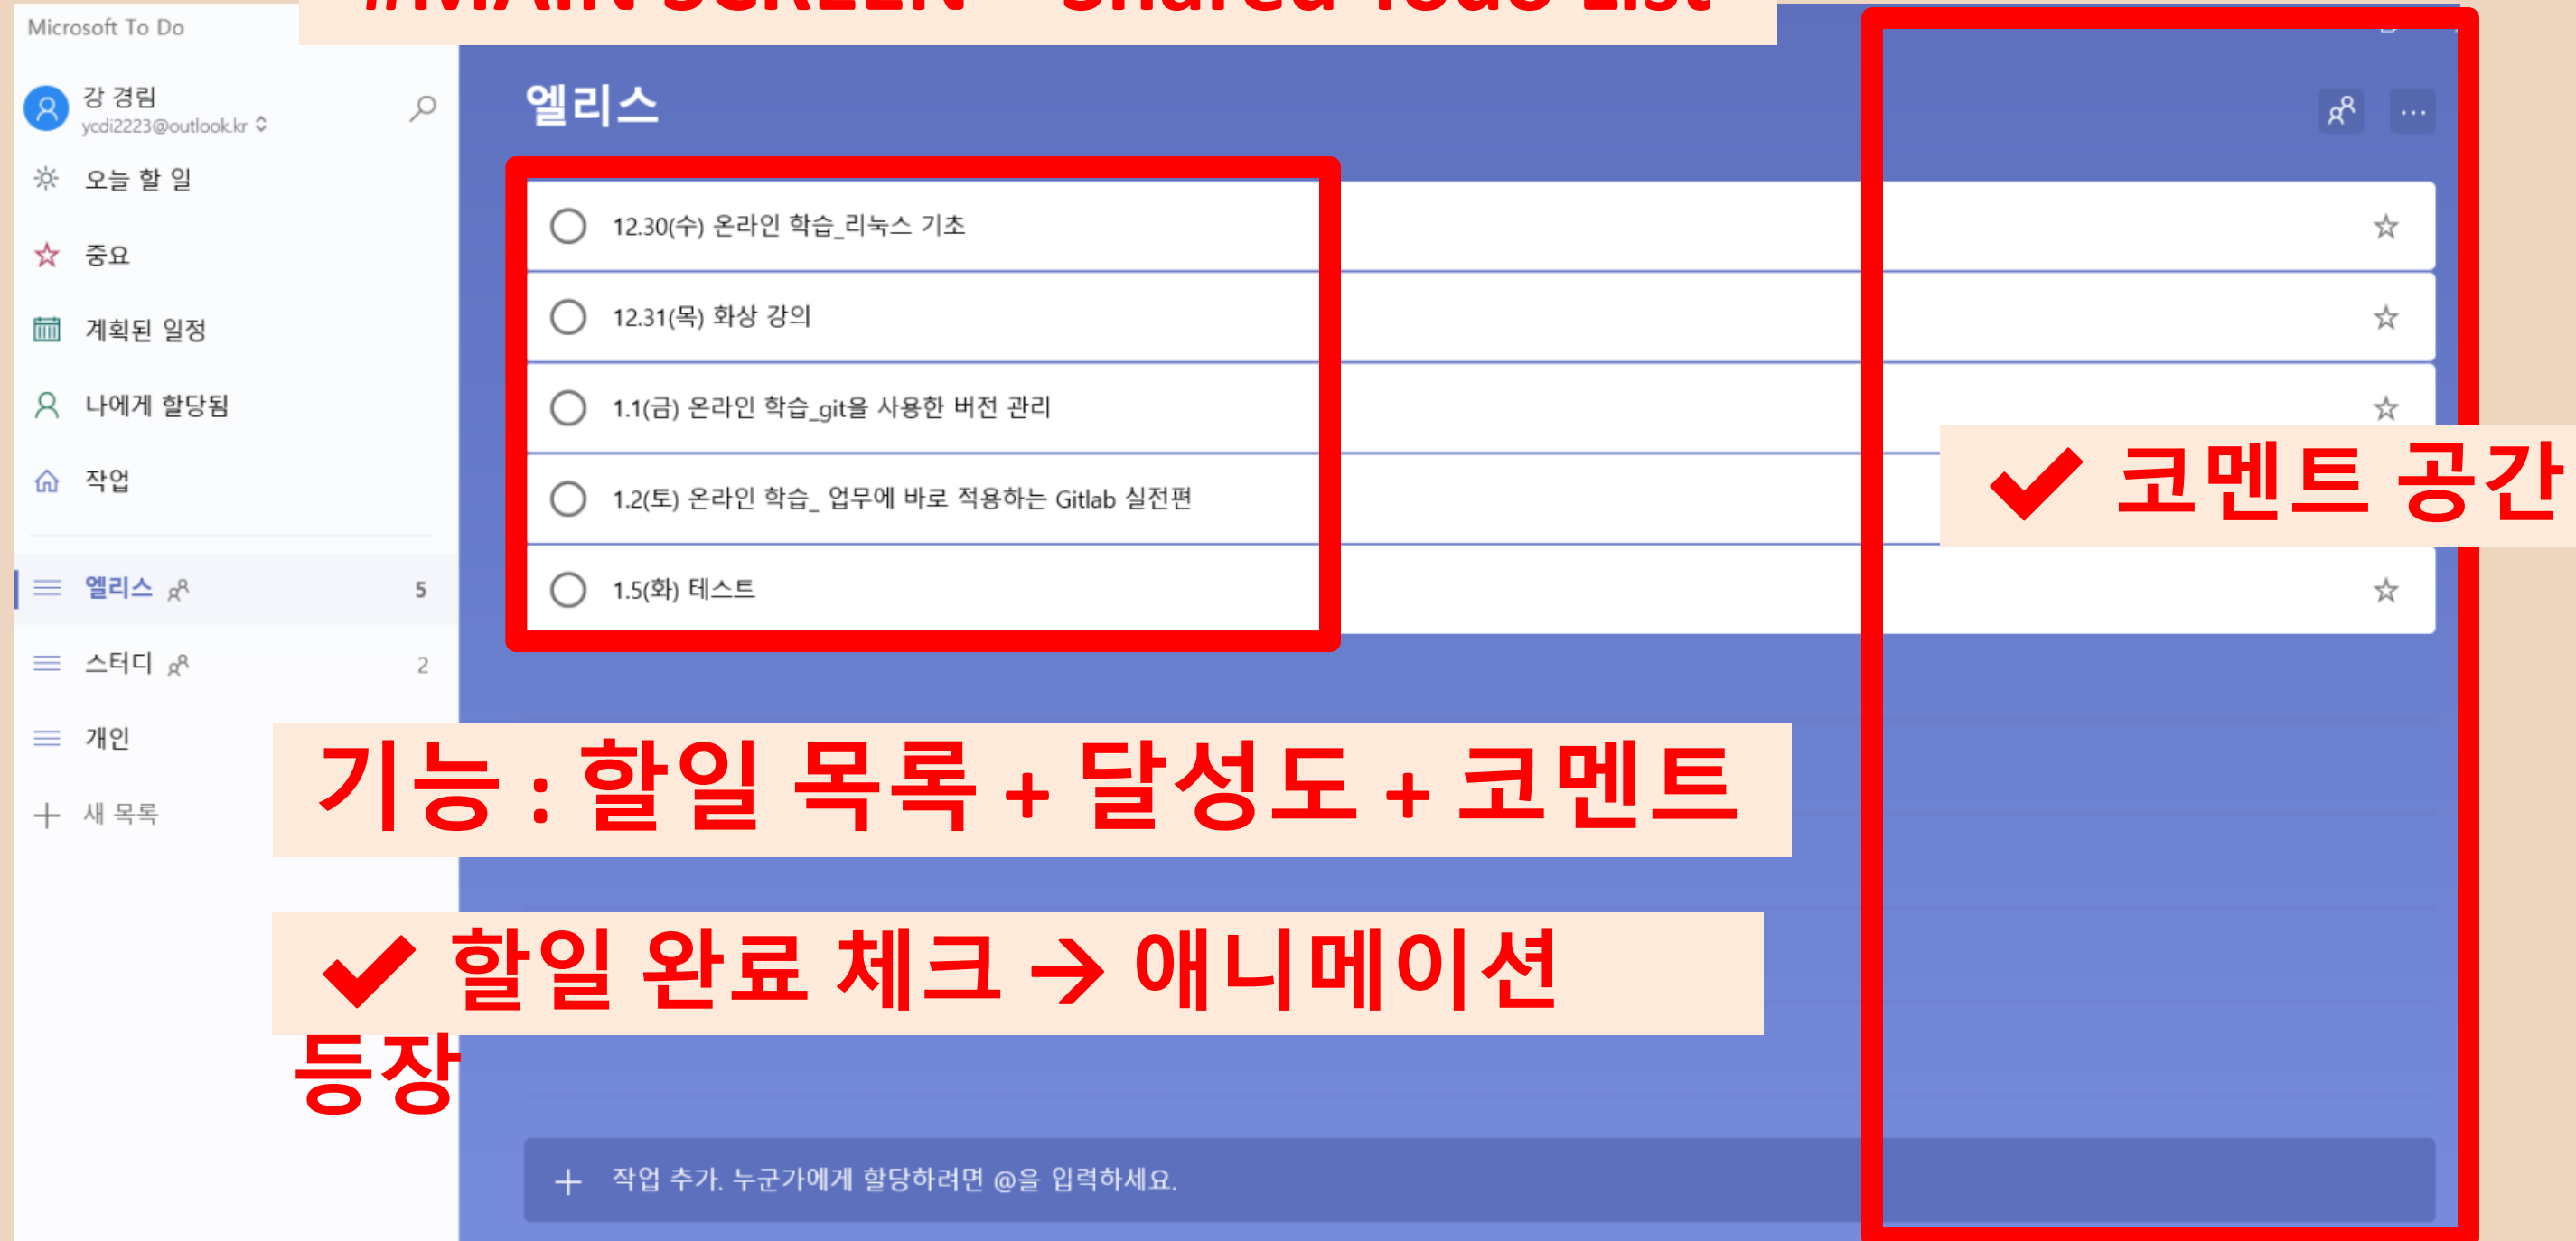 #MAIN SCREEN – Shared Todo List
Microsoft To Do
강 경림
ycdi2223@outlook.kr
오늘 할 일
중요
계획된 일정
나에게 할당됨
작업
엘리스 5
스터디 2
개인
새 목록
엘리스
12.30(수) 온라인 학습_리눅스 기초
12.31(목) 화상 강의
1.1(금) 온라인 학습_git을 사용한 버전 관리
1.2(토) 온라인 학습_ 업무에 바로 적용하는 Gitlab 실전편
1.5(화) 테스트
✔ 코멘트 공간
기능 : 할일 목록 + 달성도 + 코멘트
✔ 할일 완료 체크 → 애니메이션
등장
작업 추가. 누군가에게 할당하려면 @을 입력하세요.